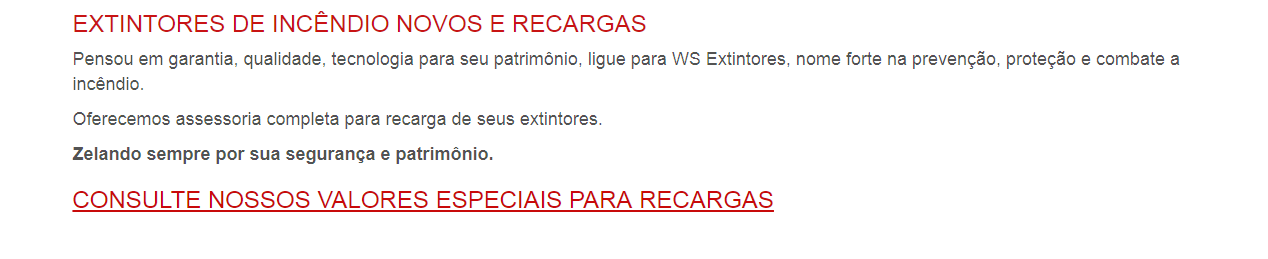 EXTINTORES DE INCÊNDIO NOVOS E RECARGAS
Pensou em garantia, qualidade, tecnologia para seu patrimônio, ligue para WS Extintores, nome forte na prevenção, proteção e combate a
incêndio.
Oferecemos assessoria completa para recarga de seus extintores.
Zelando sempre por sua segurança e patrimônio.
CONSULTE NOSSOS VALORES ESPECIAIS PARA RECARGAS